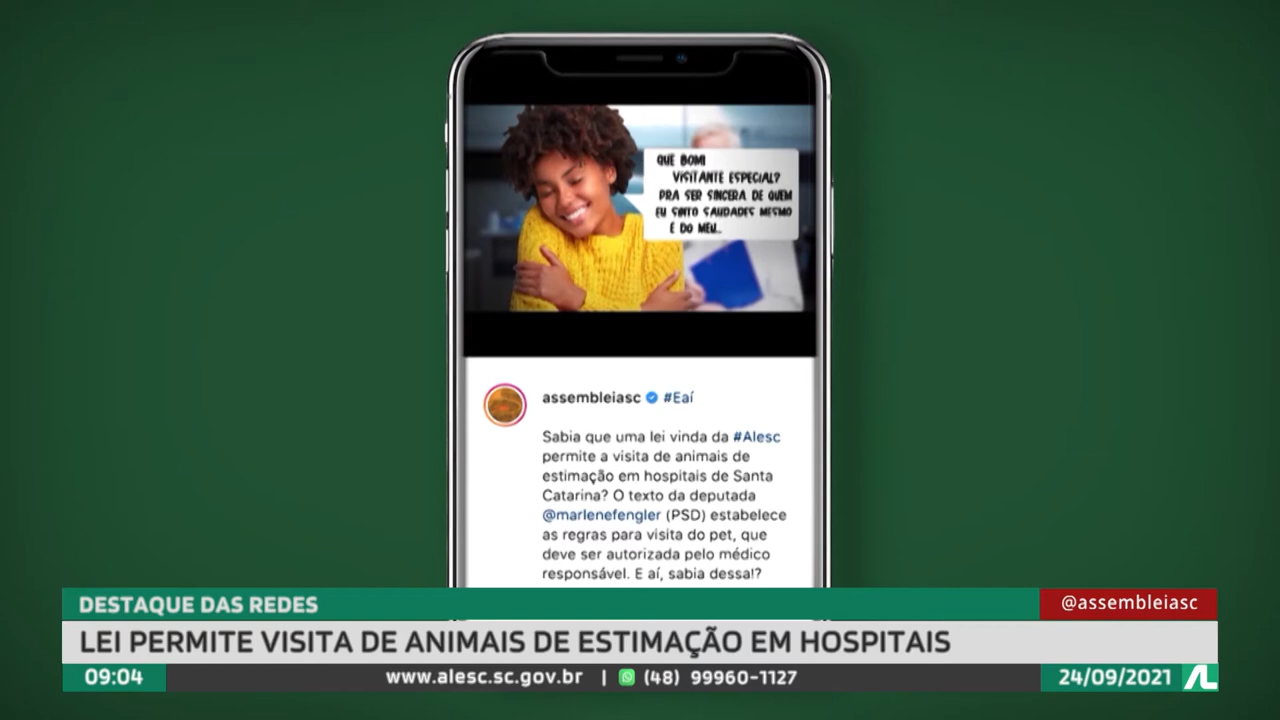 QUE BOM!
VISITANTE ESPECIAL?
PRA SER SINCERA DE QUEM
EU SINTO SAUDADES MESMO
É DO MEU...
assembleiasc #Eaí
Sabia que uma lei vinda da #Alesc
permite a visita de animais de
estimação em hospitais de Santa
Catarina? O texto da deputada
@marlenefengler (PSD) estabelece
as regras para visita do pet, que
deve ser autorizada pelo médico
responsável. E aí, sabia dessa!?
DESTAQUE DAS REDES
@assembleiasc
LEI PERMITE VISITA DE ANIMAIS DE ESTIMAÇÃO EM HOSPITAIS
09:04
www.alesc.sc.gov.br | (48) 99960-1127
24/09/2021
AL